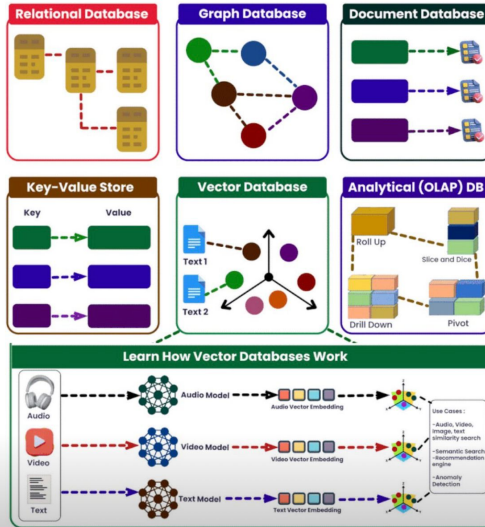 Relational Database
Graph Database
Document Database
Key-Value Store
Vector Database
Analytical (OLAP) DB
Key
Value
Text 1
Text 2
Roll Up
Slice and Dice
Drill Down
Pivot
Learn How Vector Databases Work
Audio
Audio Model
Audio Vector Embedding
Video
Video Model
Video Vector Embedding
Text
Text Model
Text Vector Embedding
Use Cases :
-Audio, Video,
Image, text
similarity search
-Semantic Search
-Recommendation
engine
-Anomaly
Detection